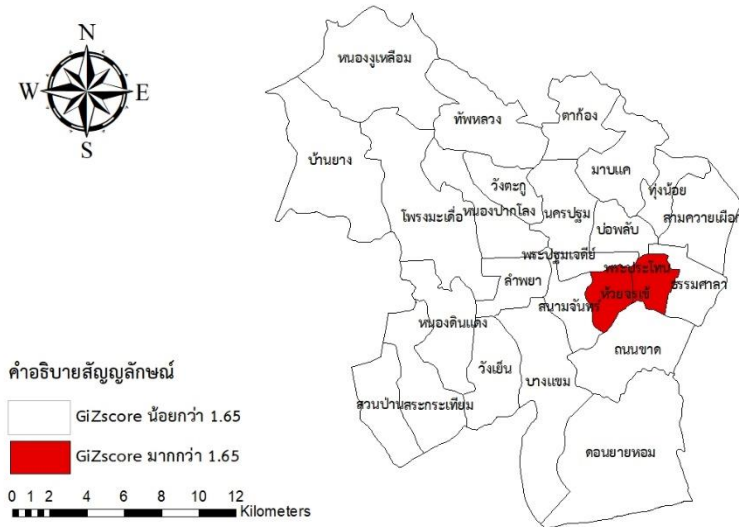 N
W E
S
หนองงูเหลือม
ทัพหลวง
ตาก้อง
บ้านยาง
วังตะกู
มาบแค
ทุ่งน้อย
โพรงมะเดื่อ
หนองปากโลง
นครปฐม
สามควายเผือก
บ่อพลับ
พระปฐมเจดีย์
พระประโทน
ลำพยา
ธรรมศาลา
ห้วยจรเข้
สนามจันทร์
หนองดินแดง
ถนนขาด
วังเย็น
บางแขม
สวนป่าน
สระกระเทียม
ดอนยายหอม
คำอธิบายสัญญลักษณ์
GiZscore น้อยกว่า 1.65
GiZscore มากกว่า 1.65
0 1 2 4 6 8 10 12
Kilometers